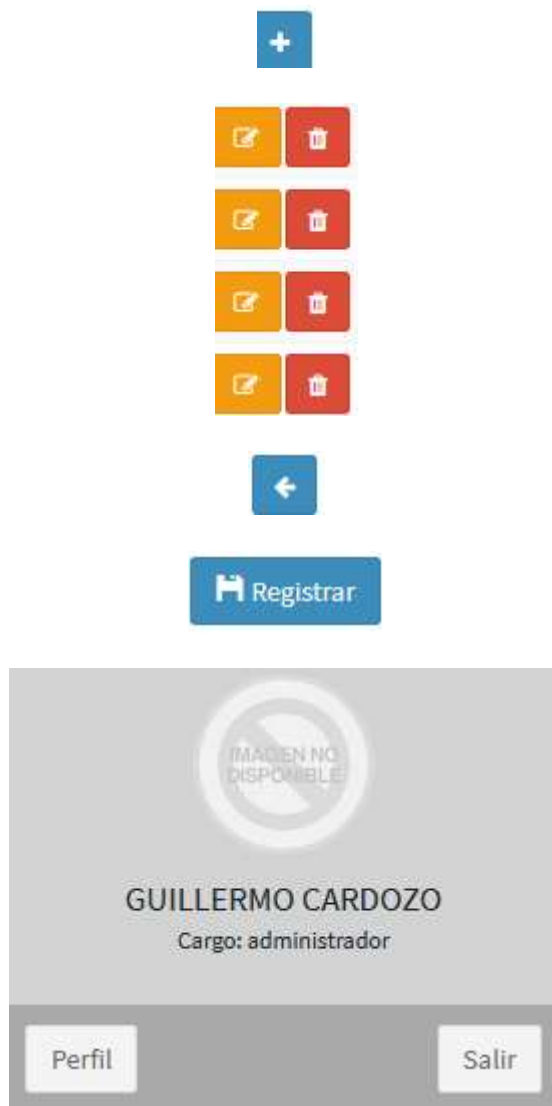 Registrar
IMAGEN NO
DISPONIBLE
GUILLERMO CARDOZO
Cargo: administrador
Perfil
Salir